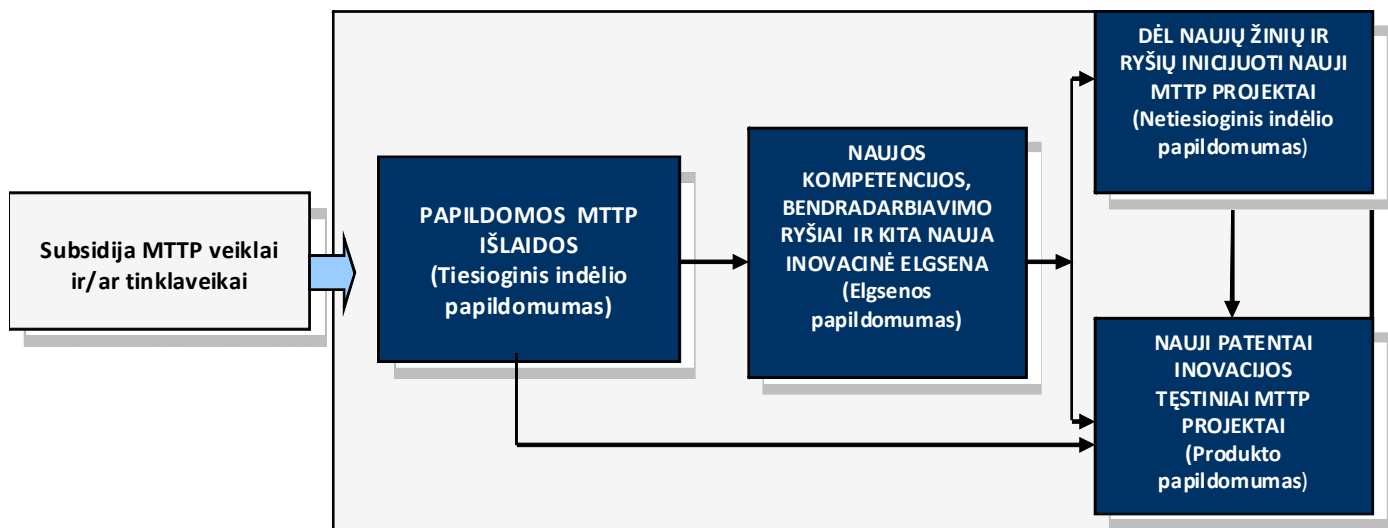 Subsidija MTTP veiklai
ir/ar tinklaveikai
PAPILDOMOS MTTP
IŠLAIDOS
(Tiesioginis indėlio
papildomumas)
NAUJOS
KOMPETENCIJOS,
BENDRADARBIAVIMO
RYŠIAI IR KITA NAUJA
INOVACINĖ ELGSENA
(Elgsenos
papildomumas)
DĖL NAUJŲ ŽINIŲ IR
RYŠIŲ INICIJUOTI NAUJI
MTTP PROJEKTAI
(Netiesioginis indėlio
papildomumas)
NAUJI PATENTAI
INOVACIJOS
TĘSTINIAI MTTP
PROJEKTAI
(Produkto
papildomumas)